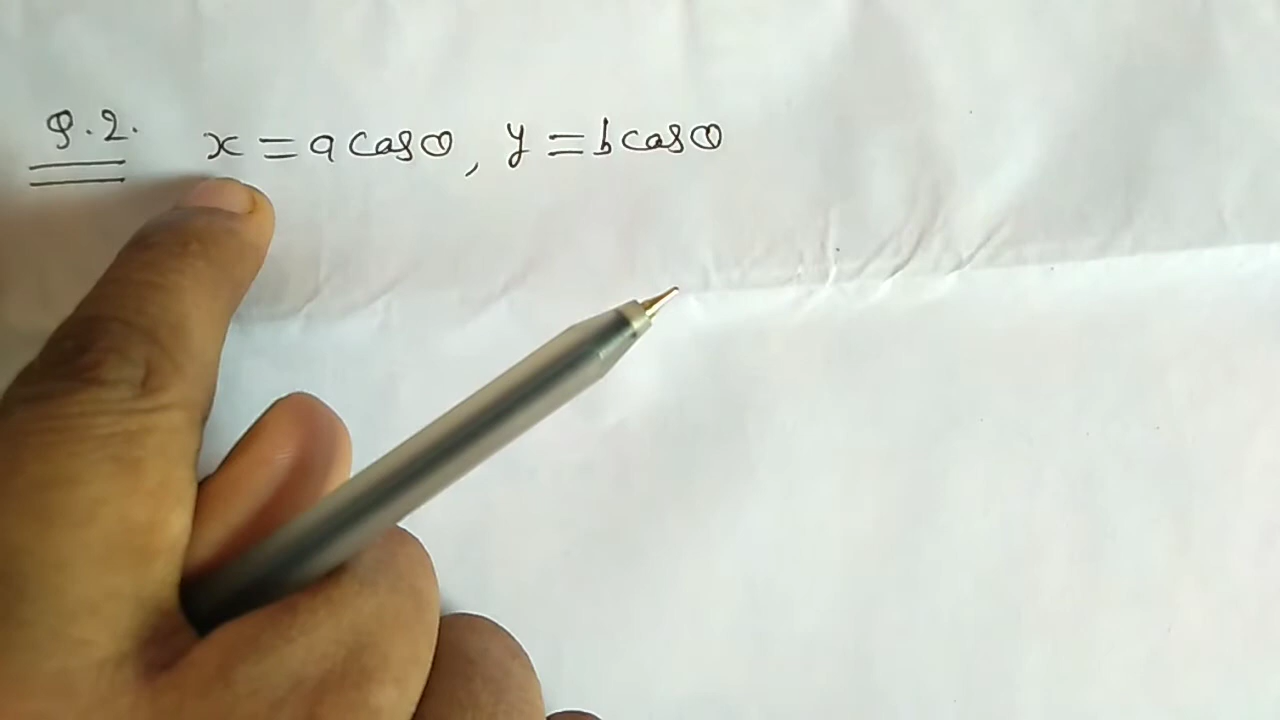 Q.2. x = a cos θ, y = b cos θ